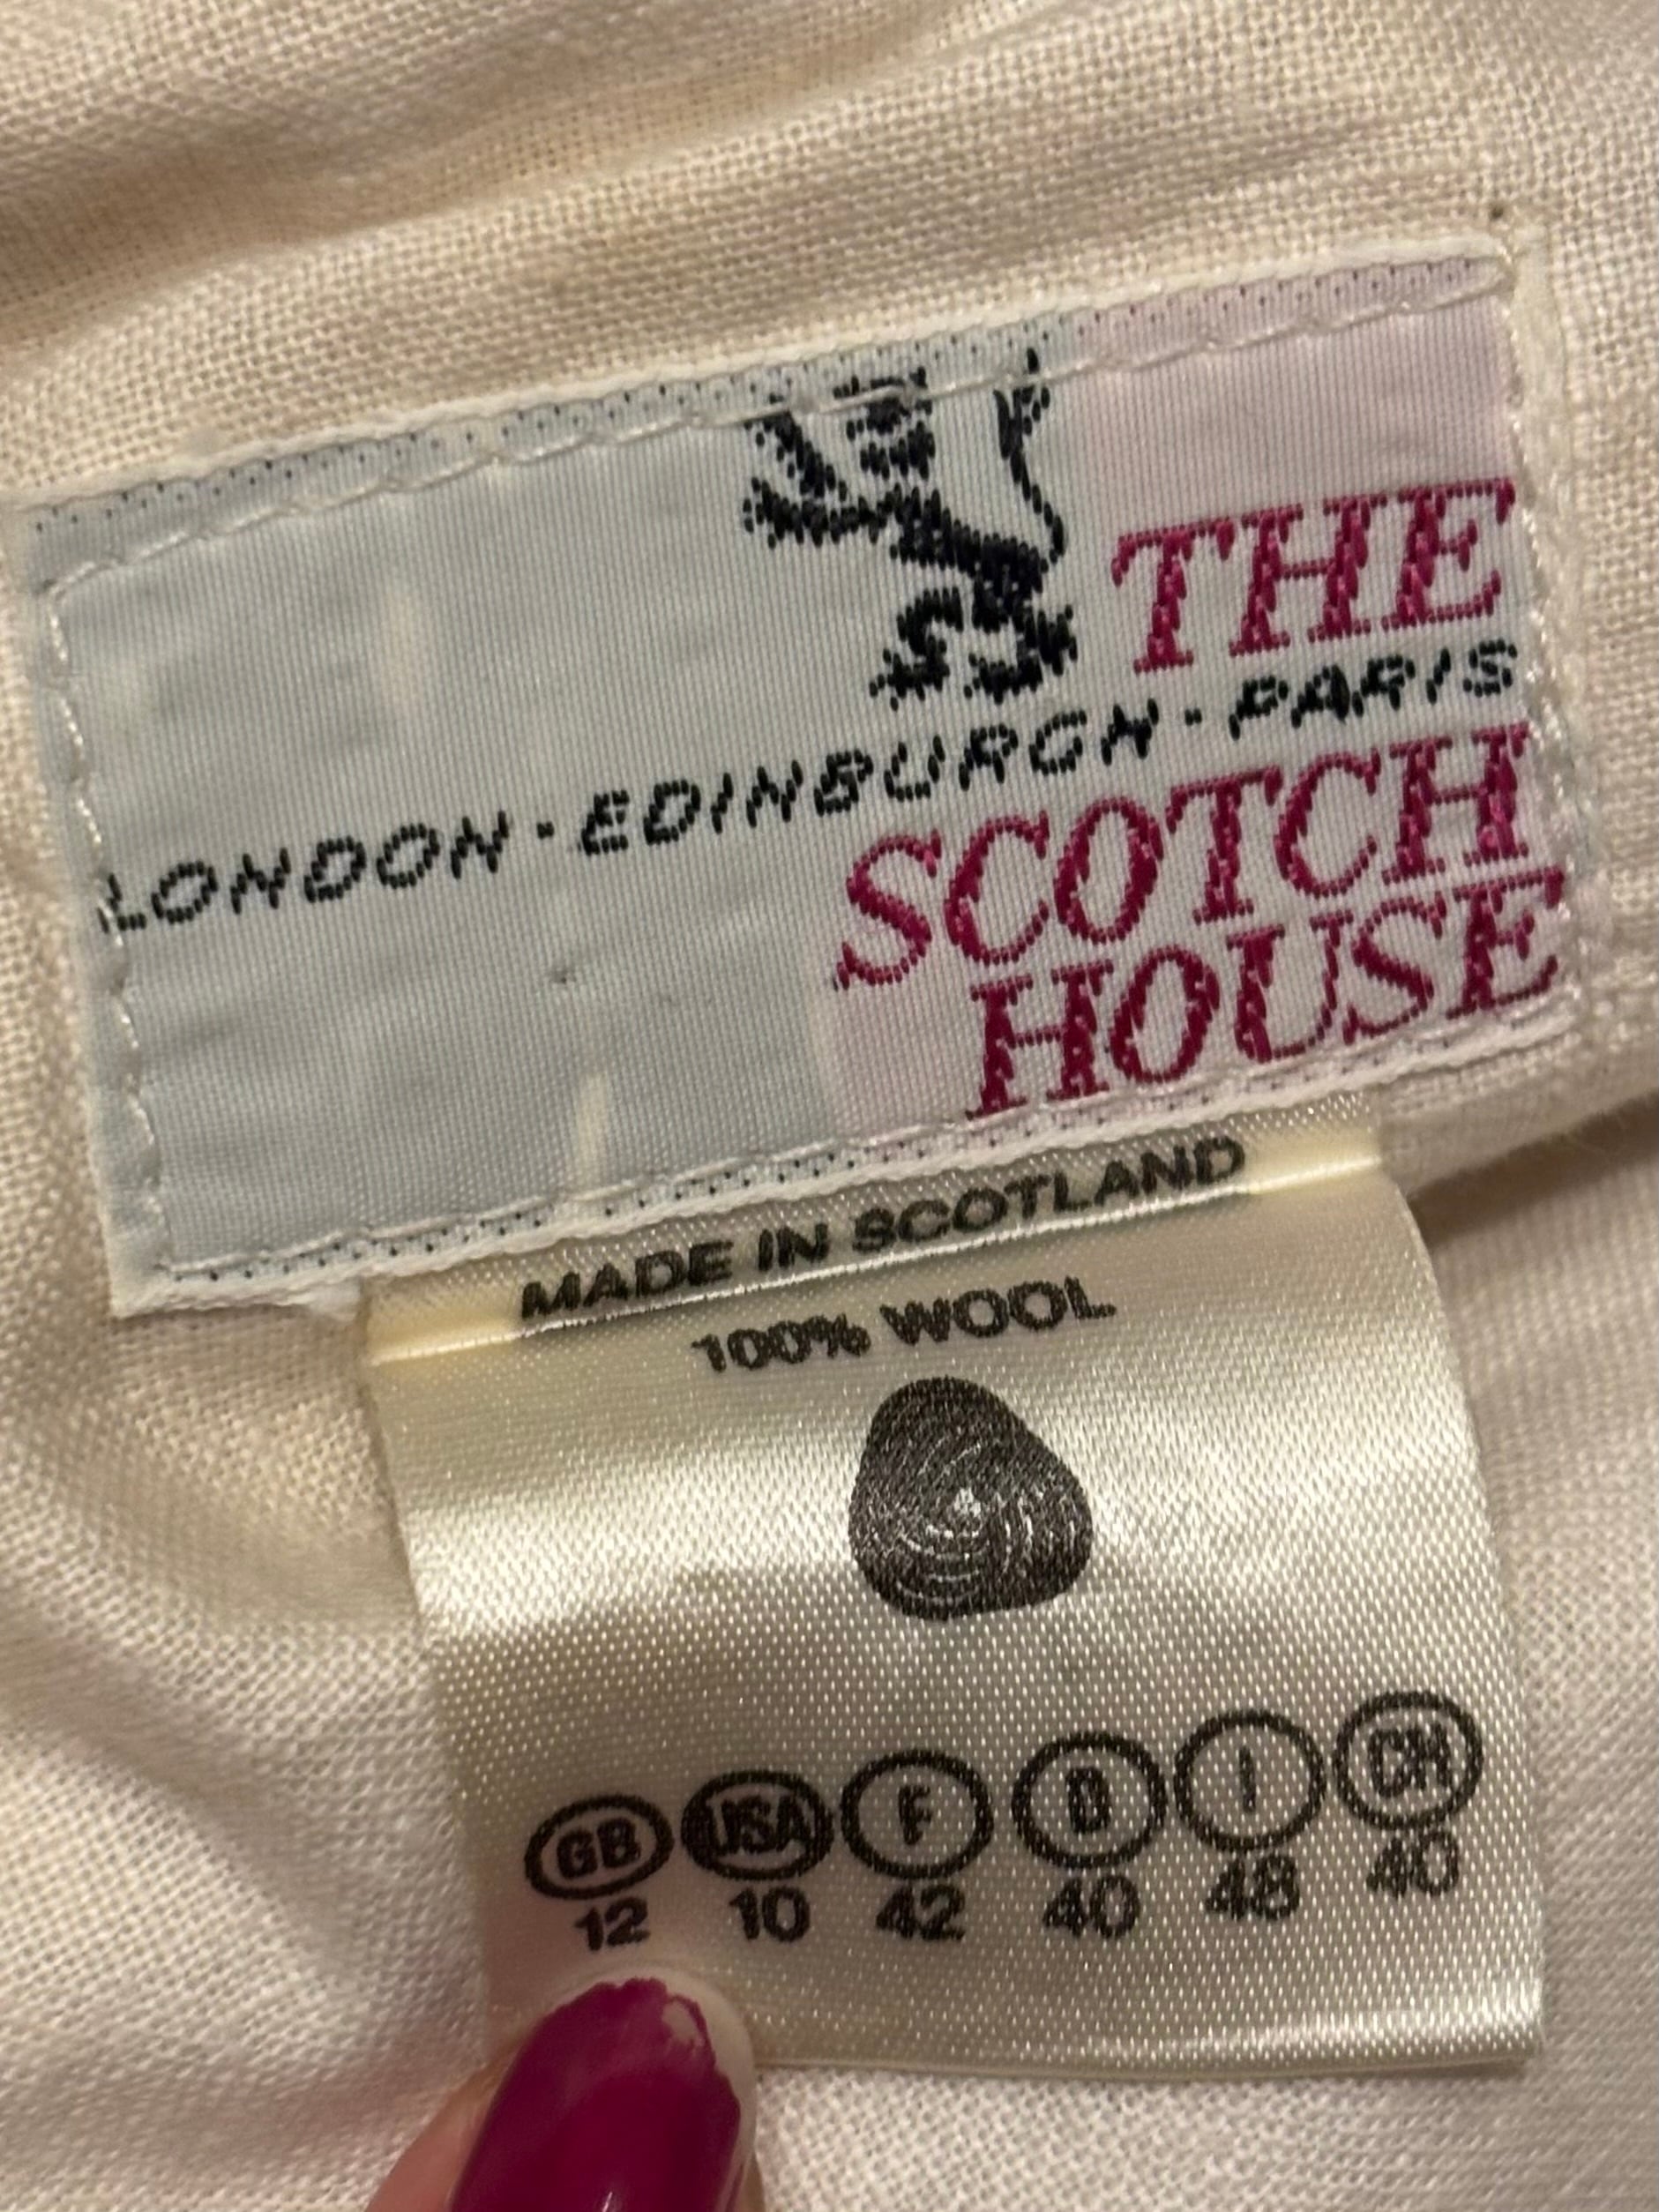 THE
LONDON · EDINBURGH · PARIS
SCOTCH
HOUSE
MADE IN SCOTLAND
100% WOOL
GB USA F D I CH
12 10 42 40 48 40